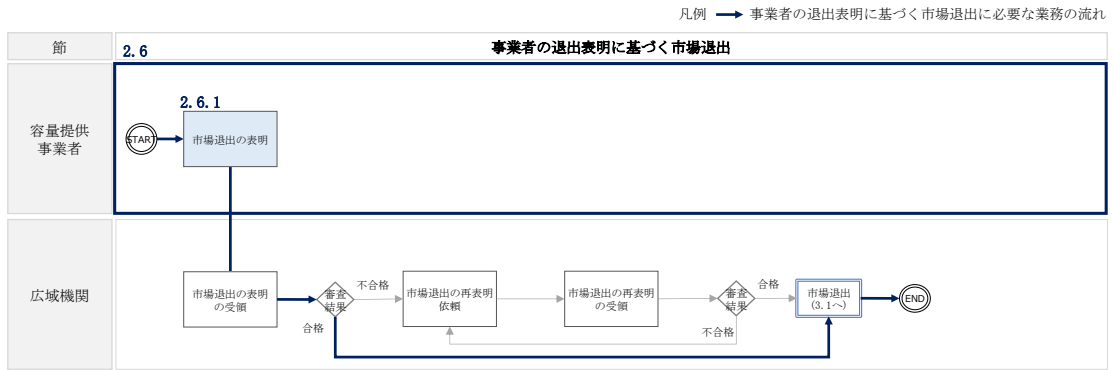 凡例 事業者の退出表明に基づく市場退出に必要な業務の流れ
節
2.6
事業者の退出表明に基づく市場退出
容量提供
事業者
2.6.1
START
市場退出の表明
広域機関
市場退出の表明
の受領
審査
結果
不合格
合格
市場退出の再表明
依頼
市場退出の再表明
の受領
審査
結果
合格
不合格
市場退出
(3.1へ)
END